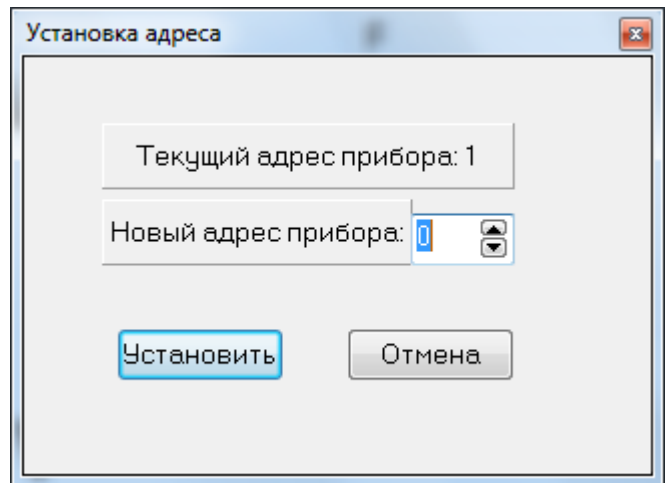 Установка адреса
Текущий адрес прибора: 1
Новый адрес прибора: 0
Установить Отмена